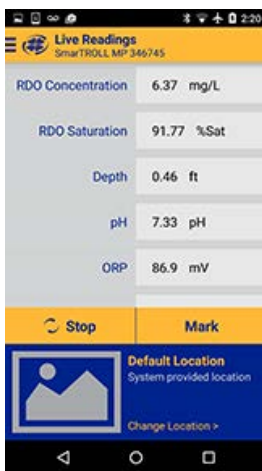 2:20
Live Readings
SmarTROLL MP 346745
RDO Concentration 6.37 mg/L
RDO Saturation 91.77 %Sat
Depth 0.46 ft
pH 7.33 pH
ORP 86.9 mV
Stop Mark
Default Location
System provided location
Change Location >